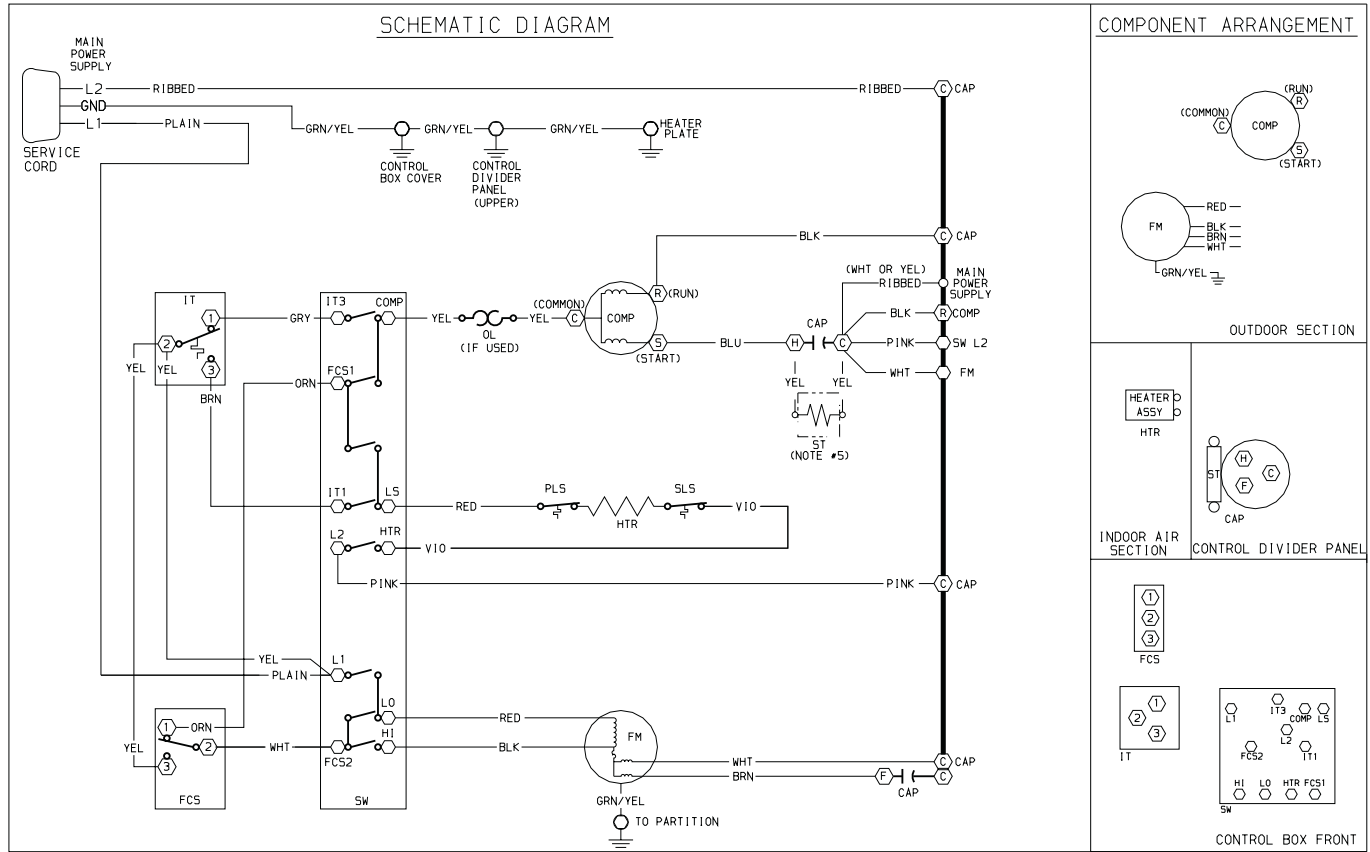 SCHEMATIC DIAGRAM
MAIN
POWER
SUPPLY
L2
RIBBED
RIBBED
C
CAP
GND
L1
PLAIN
GRN/YEL
GRN/YEL
GRN/YEL
HEATER
PLATE
SERVICE
CORD
CONTROL
BOX COVER
CONTROL
DIVIDER
PANEL
(UPPER)
BLK
C
CAP
(WHT OR YEL)
RIBBED
MAIN
POWER
SUPPLY
IT
1
2
3
YEL
YEL
BRN
GRY
IT3
COMP
YEL
OL
(IF USED)
YEL
(COMMON)
C
COMP
R
(RUN)
S
(START)
BLU
H
CAP
C
BLK
R
COMP
PINK
SW L2
WHT
FM
YEL
YEL
ST
(NOTE #5)
ORN
FCS1
IT1
LS
RED
PLS
HTR
SLS
VIO
L2
HTR
VIO
PINK
PINK
C
CAP
YEL
PLAIN
L1
LO
HI
FCS2
SW
RED
BLK
FM
WHT
C
CAP
BRN
F
CAP
C
GRN/YEL
TO PARTITION
1
ORN
2
3
YEL
WHT
FCS
COMPONENT ARRANGEMENT
(RUN)
R
(COMMON)
C
COMP
S
(START)
FM
RED
BLK
BRN
WHT
GRN/YEL
OUTDOOR SECTION
HEATER
ASSY
HTR
INDOOR AIR
SECTION
ST
H
C
F
CAP
CONTROL DIVIDER PANEL
1
2
3
FCS
1
2
3
IT
L1
IT3
COMP
LS
L2
FCS2
IT1
HI
LO
HTR
FCS1
SW
CONTROL BOX FRONT